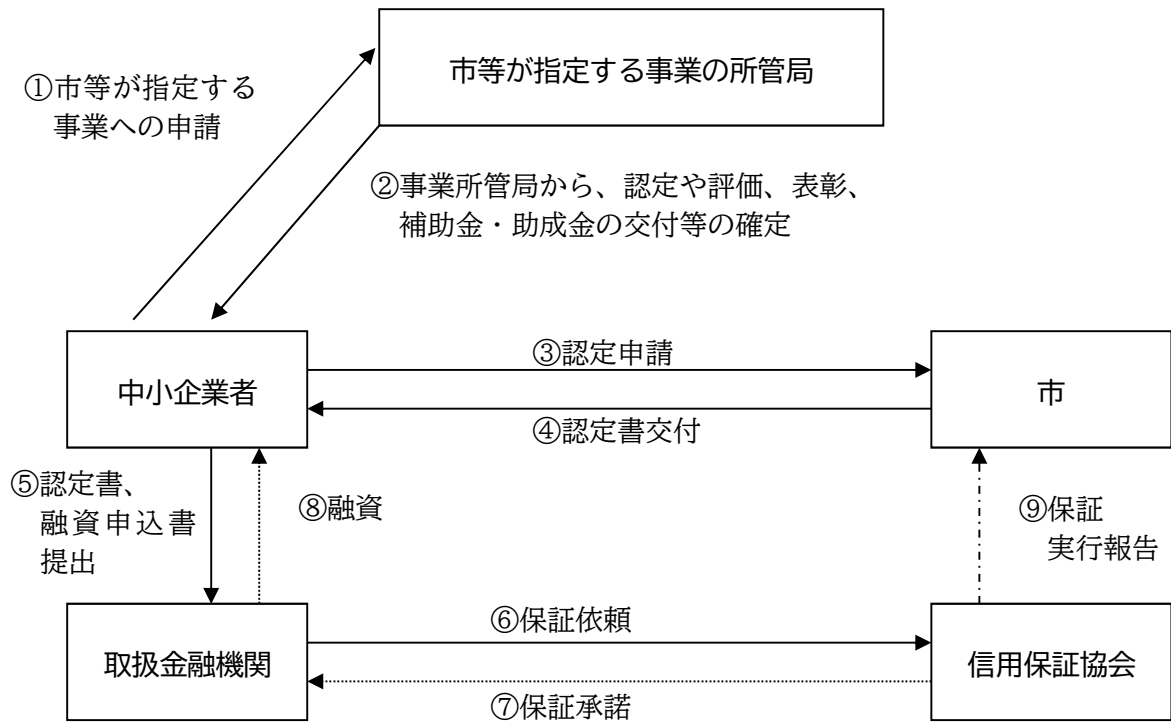 市等が指定する事業の所管局
①市等が指定する
事業への申請
②事業所管局から、認定や評価、表彰、
補助金・助成金の交付等の確定
中小企業者
③認定申請
④認定書交付
市
⑤認定書、
融資申込書
提出
⑧融資
⑨保証
実行報告
取扱金融機関
⑥保証依頼
⑦保証承諾
信用保証協会